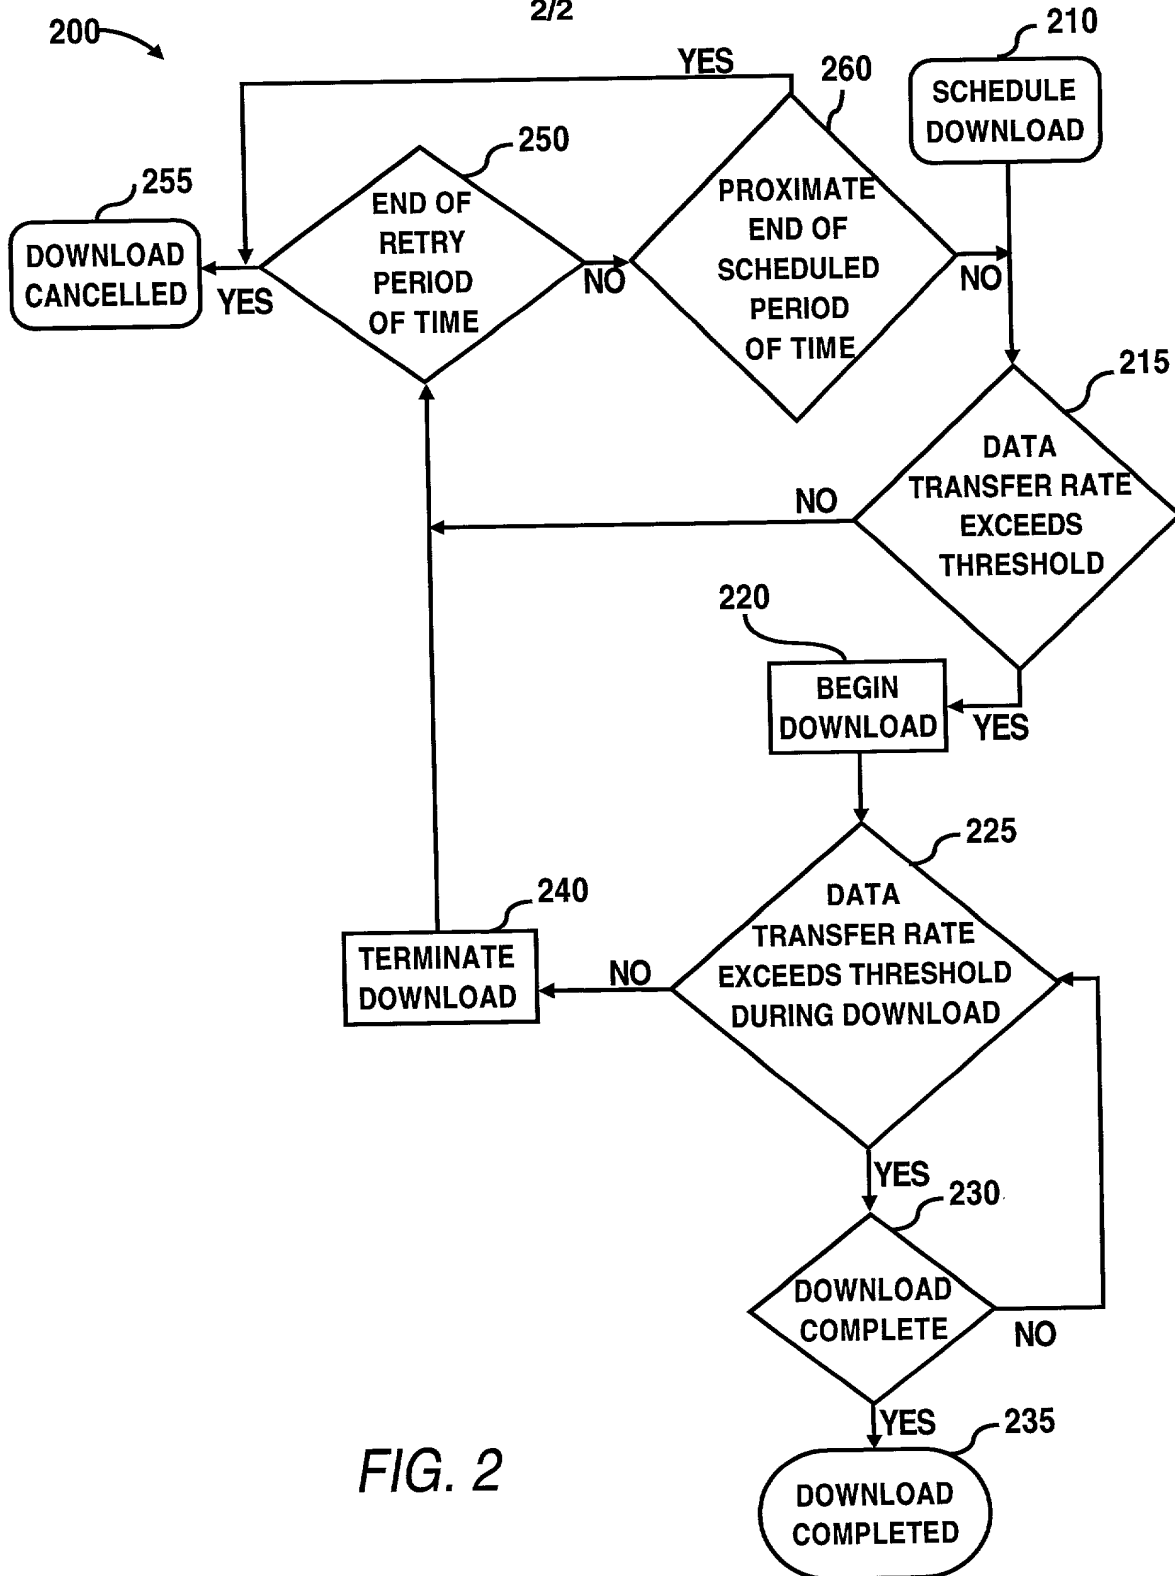 2/2
200
210
SCHEDULE
DOWNLOAD
YES
260
PROXIMATE
END OF
SCHEDULED
PERIOD
OF TIME
NO
250
END OF
RETRY
PERIOD
OF TIME
NO
255
DOWNLOAD
CANCELLED
YES
215
DATA
TRANSFER RATE
EXCEEDS
THRESHOLD
NO
YES
220
BEGIN
DOWNLOAD
225
DATA
TRANSFER RATE
EXCEEDS THRESHOLD
DURING DOWNLOAD
NO
240
TERMINATE
DOWNLOAD
YES
230
DOWNLOAD
COMPLETE
NO
YES
235
DOWNLOAD
COMPLETED
FIG. 2